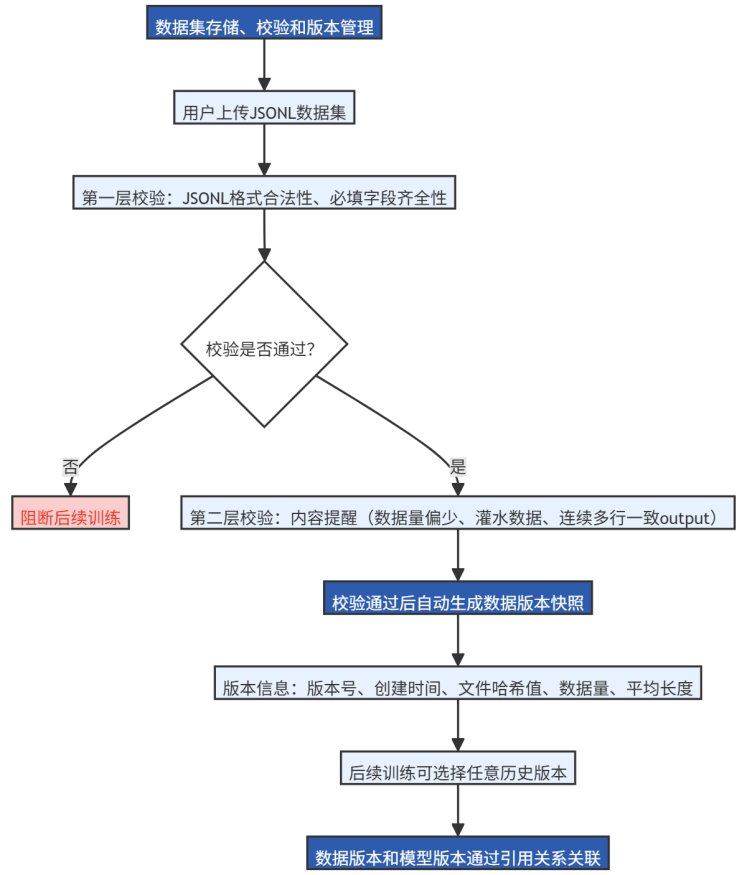 数据集存储、校验和版本管理
用户上传JSONL数据集
第一层校验：JSONL格式合法性、必填字段齐全性
校验是否通过？
否
是
阻断后续训练
第二层校验：内容提醒（数据量偏少、灌水数据、连续多行一致output）
校验通过后自动生成数据版本快照
版本信息：版本号、创建时间、文件哈希值、数据量、平均长度
后续训练可选择任意历史版本
数据版本和模型版本通过引用关系关联